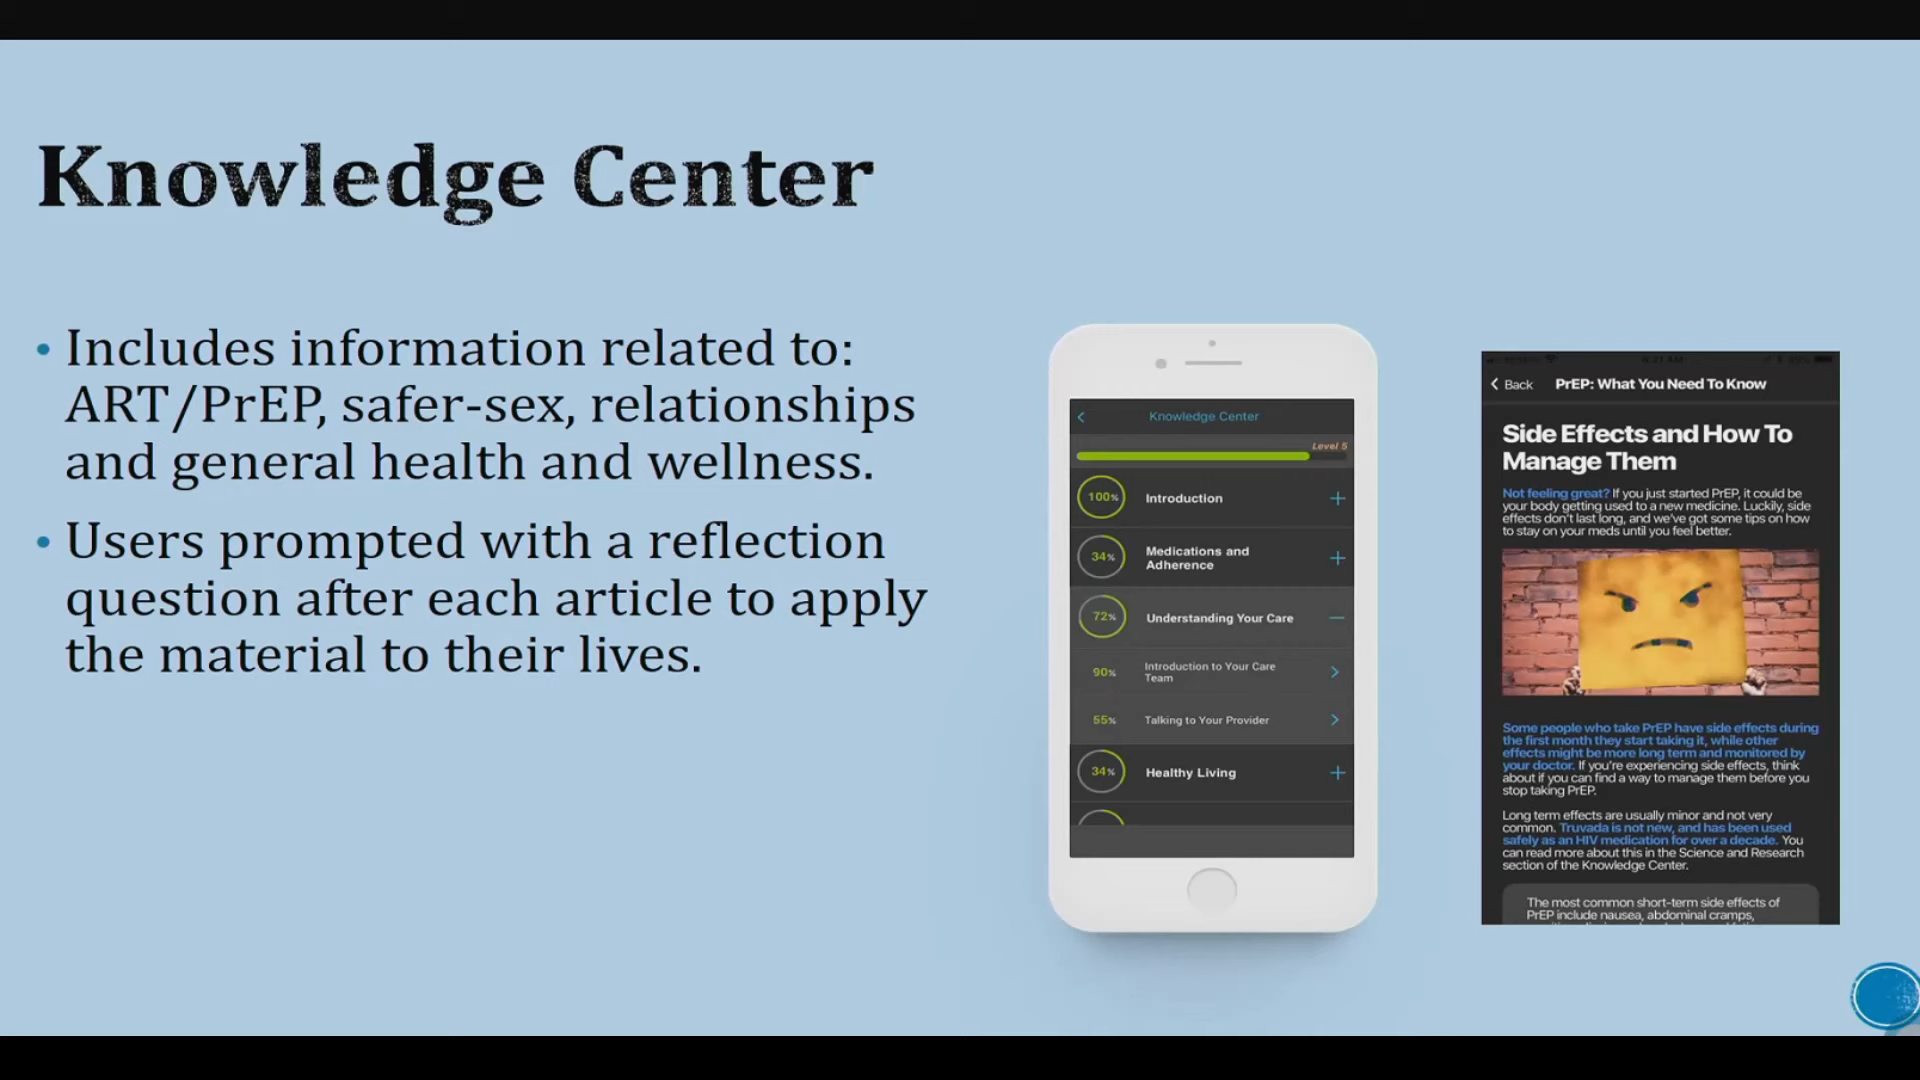 Knowledge Center
• Includes information related to:
ART/PrEP, safer-sex, relationships
and general health and wellness.
• Users prompted with a reflection
question after each article to apply
the material to their lives.
Knowledge Center
Level 5
100% Introduction
34% Medications and
Adherence
72% Understanding Your Care
90% Introduction to Your Care
Team
55% Talking to Your Provider
34% Healthy Living
Back PrEP: What You Need To Know
Side Effects and How To
Manage Them
Not feeling great? If you just started PrEP, it could be
your body getting used to a new medicine. Luckily, side
effects don't last long, and we've got some tips on how
to stay on your meds until you feel better.
Some people who take PrEP have side effects during
the first month they start taking it, while other
effects might be more long term and monitored by
your doctor. If you're experiencing side effects, think
about if you can find a way to manage them before you
stop taking PrEP.
Long term effects are usually minor and not very
common. Truvada is not new, and has been used
safely as an HIV medication for over a decade. You
can read more about this in the Science and Research
section of the Knowledge Center.
The most common short-term side effects of
PrEP include nausea, abdominal cramps,